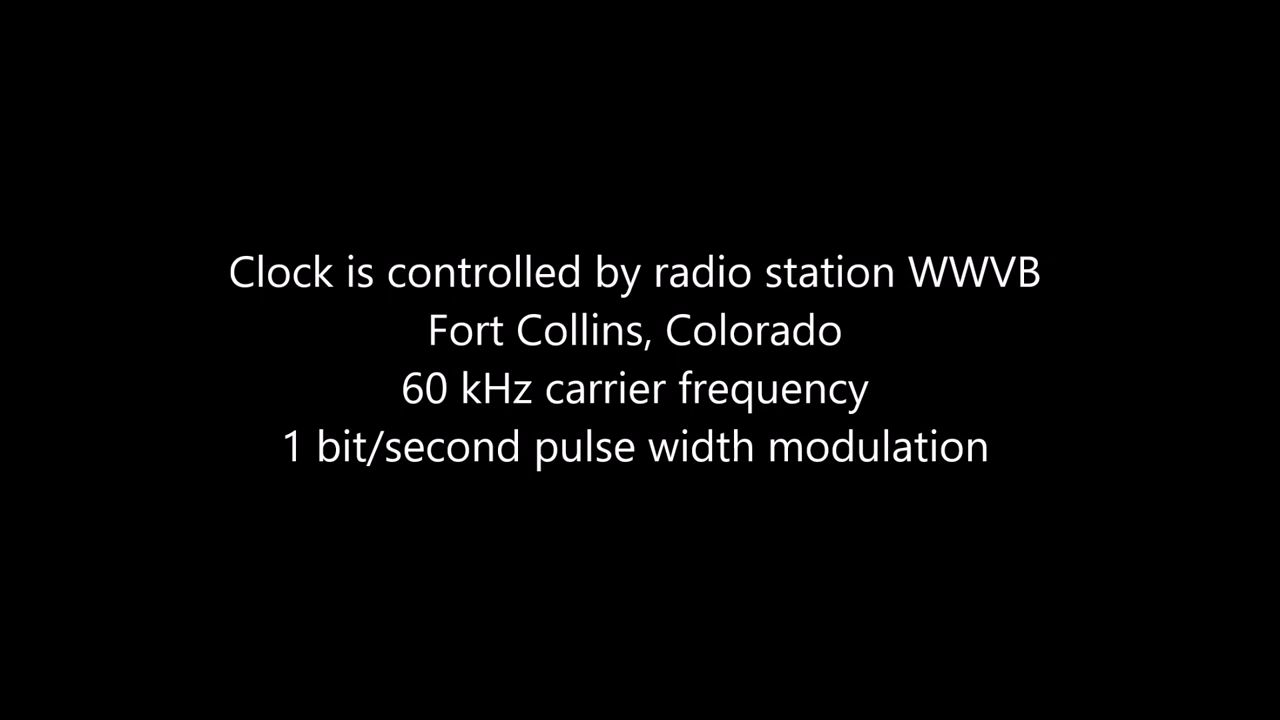 Clock is controlled by radio station WWVB
Fort Collins, Colorado
60 kHz carrier frequency
1 bit/second pulse width modulation